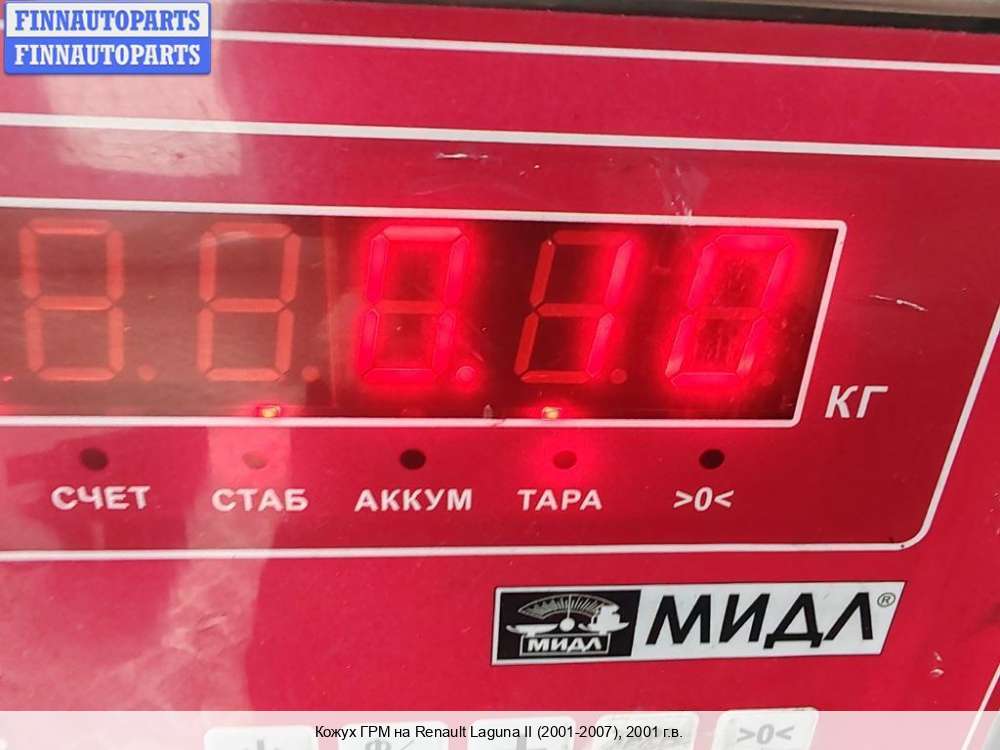 FINNAUTOPARTS
FINNAUTOPARTS
0.10
КГ
СЧЕТ СТАБ АККУМ ТАРА >0<
МИДЛ МИДЛ®
>0<
Кожух ГРМ на Renault Laguna II (2001-2007), 2001 г.в.